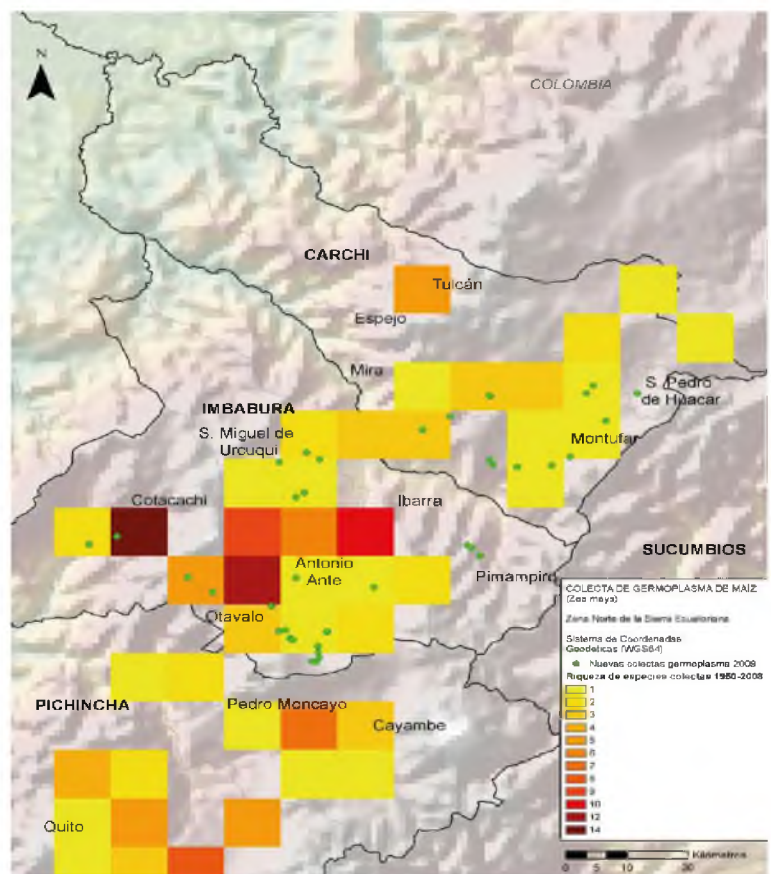 N
COLOMBIA
CARCHI
Tulcán
Espejo
Mira
S. Pedro
de Huacar
IMBABURA
S. Miguel de
Urcuqui
Montufar
Cotacachi
Ibarra
SUCUMBIOS
Antonio
Ante
Pimampiro
Otavalo
PICHINCHA
Pedro Moncayo
Cayambe
Quito
COLECTA DE GERMOPLASMA DE MAÍZ
(Zea mays)
Zona Norte de la Sierra Ecuatoriana
Sistema de Coordenadas
Geodéticas (WGS84)
Nuevas colectas germoplasma 2008
Riqueza de especies colectas 1950-2008
1
2
3
4
5
6
7
8
9
10
12
14
Kilómetros
0 5 10 20